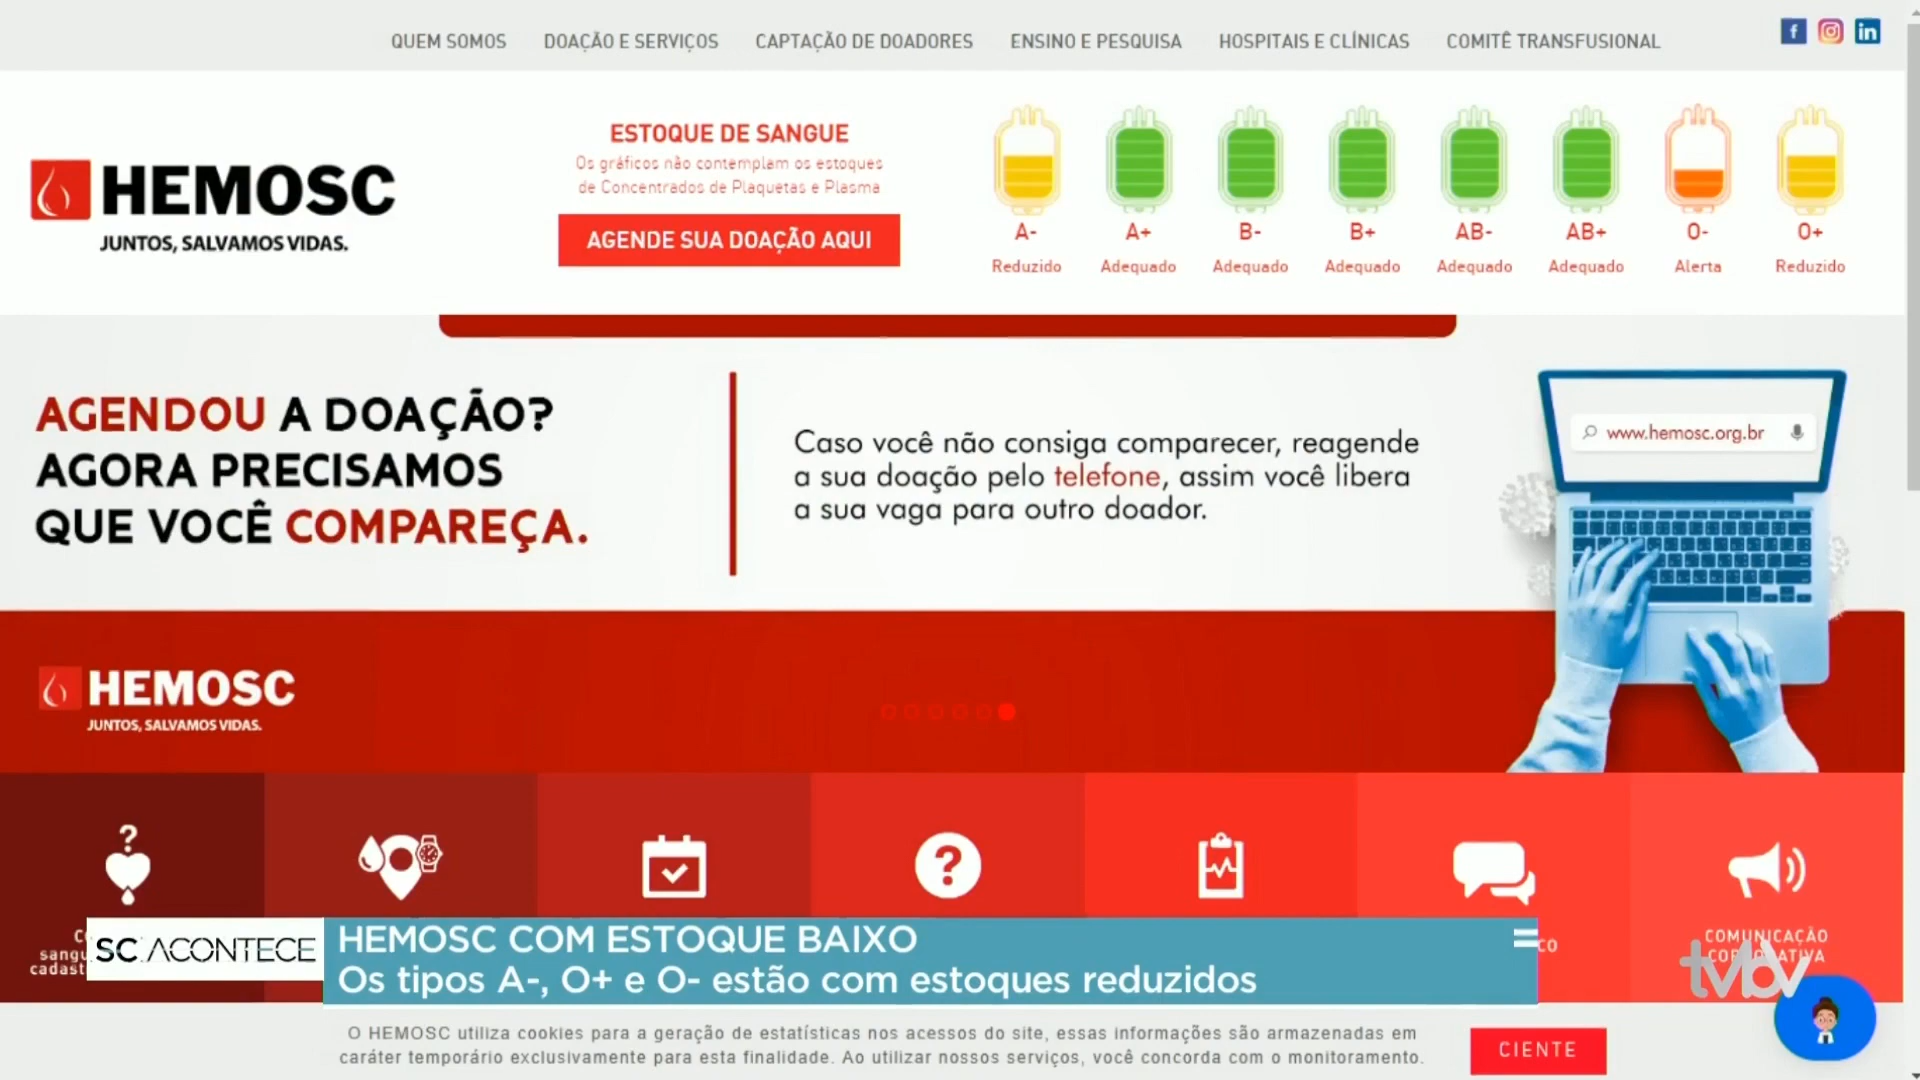 QUEM SOMOS DOAÇÃO E SERVIÇOS CAPTAÇÃO DE DOADORES ENSINO E PESQUISA HOSPITAIS E CLÍNICAS COMITÊ TRANSFUSIONAL
HEMOSC
JUNTOS, SALVAMOS VIDAS.
ESTOQUE DE SANGUE
Os gráficos não contemplam os estoques
de Concentrados de Plaquetas e Plasma
AGENDE SUA DOAÇÃO AQUI
A- A+ B- B+ AB- AB+ O- O+
Reduzido Adequado Adequado Adequado Adequado Adequado Alerta Reduzido
AGENDOU A DOAÇÃO?
AGORA PRECISAMOS
QUE VOCÊ COMPAREÇA.
Caso você não consiga comparecer, reagende
a sua doação pelo telefone, assim você libera
a sua vaga para outro doador.
www.hemosc.org.br
HEMOSC
JUNTOS, SALVAMOS VIDAS.
COMUNICAÇÃO
CORPORATIVA
SC ACONTECE
HEMOSC COM ESTOQUE BAIXO
Os tipos A-, O+ e O- estão com estoques reduzidos
tvbv
O HEMOSC utiliza cookies para a geração de estatísticas nos acessos do site, essas informações são armazenadas em
caráter temporário exclusivamente para esta finalidade. Ao utilizar nossos serviços, você concorda com o monitoramento.
CIENTE